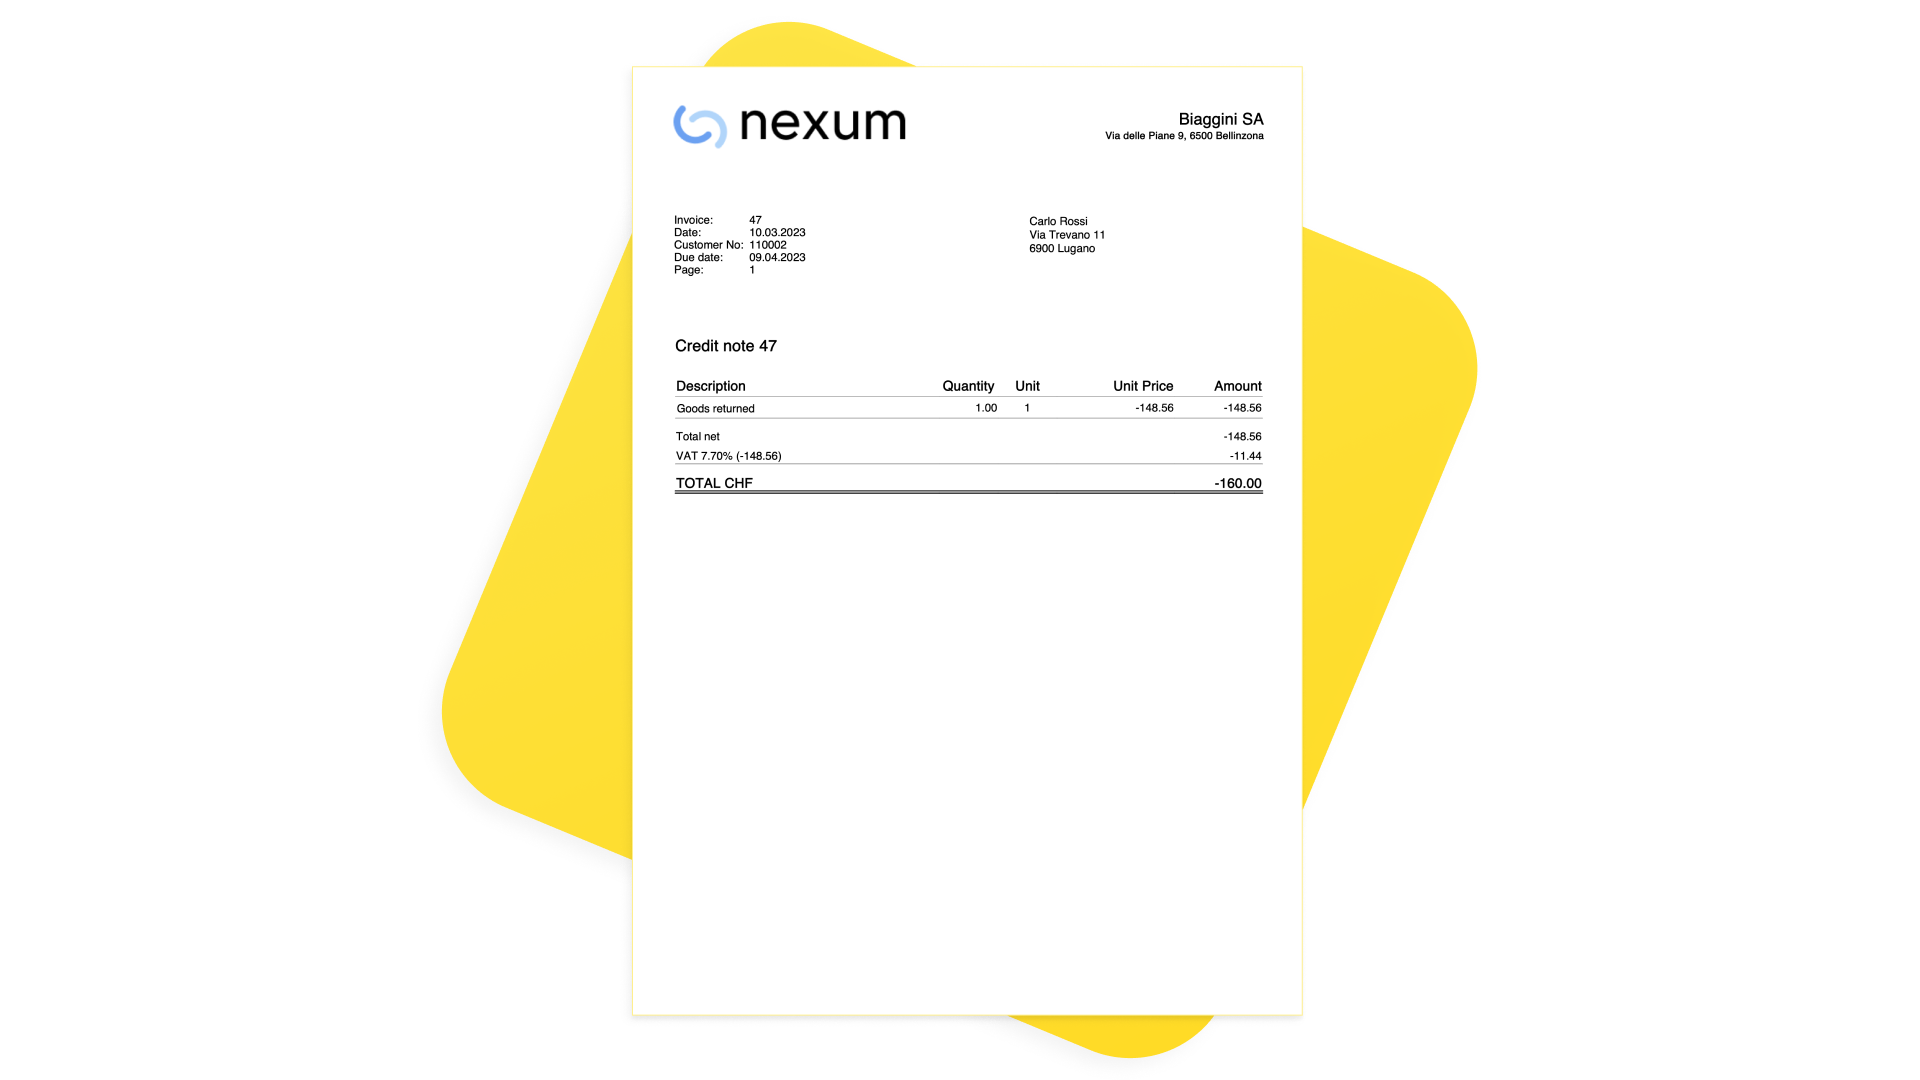 nexum
Biaggini SA
Via delle Piane 9, 6500 Bellinzona
Invoice: 47
Date: 10.03.2023
Customer No: 110002
Due date: 09.04.2023
Page: 1
Carlo Rossi
Via Trevano 11
6900 Lugano
Credit note 47
Description Quantity Unit Unit Price Amount
Goods returned 1.00 1 -148.56 -148.56
Total net -148.56
VAT 7.70% (-148.56) -11.44
TOTAL CHF -160.00